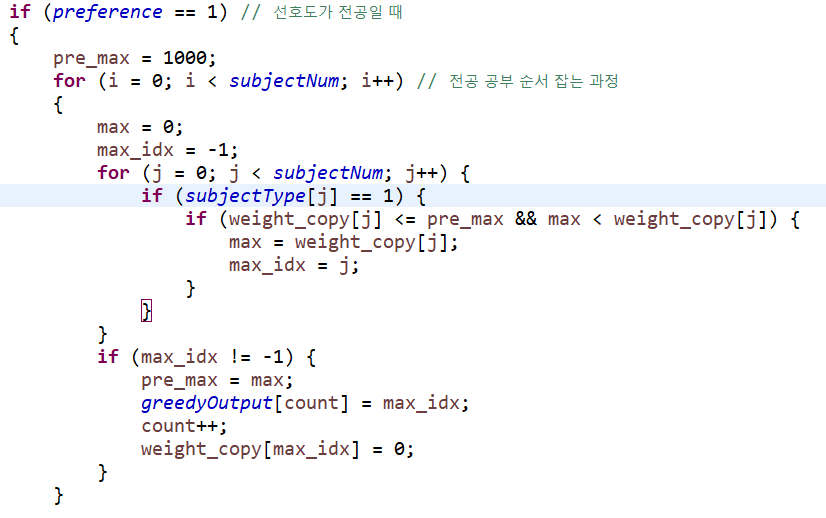 if (preference == 1) // 선호도가 전공일 때
{
    pre_max = 1000;
    for (i = 0; i < subjectNum; i++) // 전공 공부 순서 잡는 과정
    {
        max = 0;
        max_idx = -1;
        for (j = 0; j < subjectNum; j++) {
            if (subjectType[j] == 1) {
                if (weight_copy[j] <= pre_max && max < weight_copy[j]) {
                    max = weight_copy[j];
                    max_idx = j;
                }
            }
        }
        if (max_idx != -1) {
            pre_max = max;
            greedyOutput[count] = max_idx;
            count++;
            weight_copy[max_idx] = 0;
        }
    }